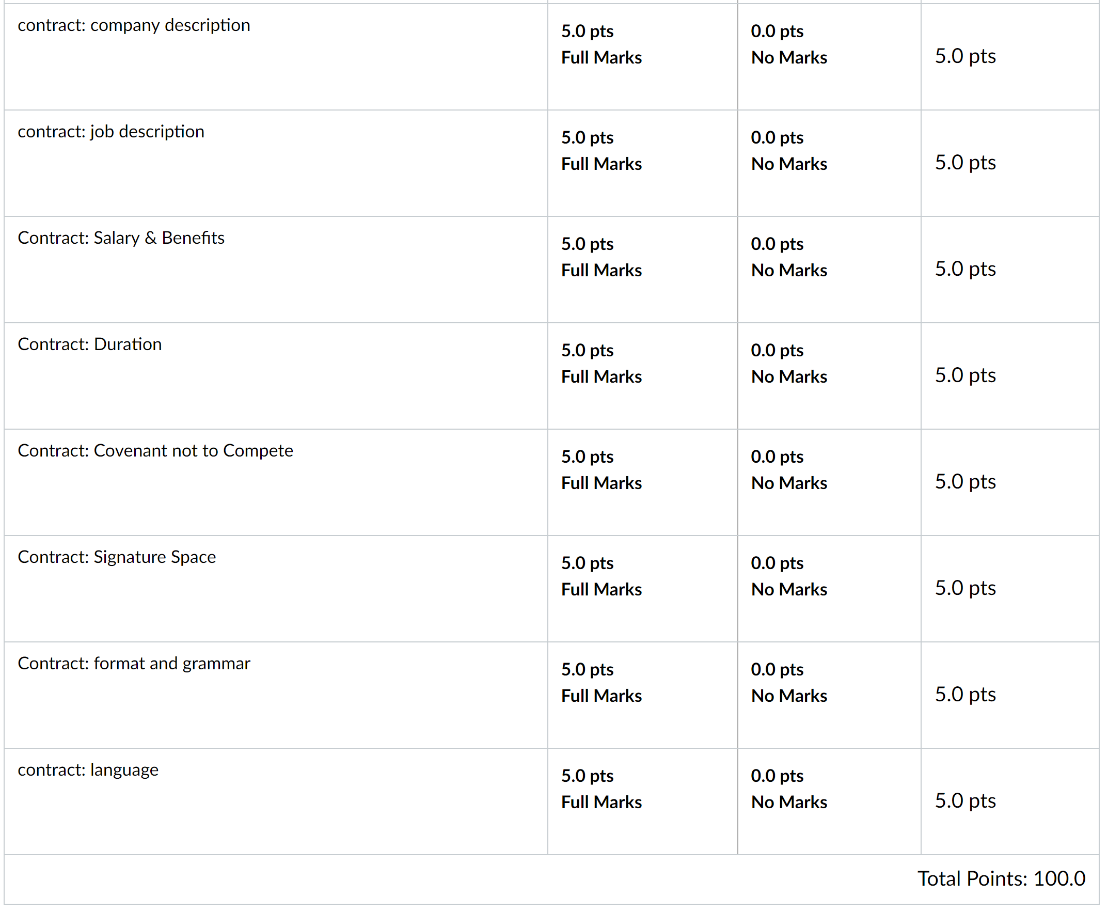 contract: company description
5.0 pts
Full Marks
0.0 pts
No Marks
5.0 pts
contract: job description
5.0 pts
Full Marks
0.0 pts
No Marks
5.0 pts
Contract: Salary & Benefits
5.0 pts
Full Marks
0.0 pts
No Marks
5.0 pts
Contract: Duration
5.0 pts
Full Marks
0.0 pts
No Marks
5.0 pts
Contract: Covenant not to Compete
5.0 pts
Full Marks
0.0 pts
No Marks
5.0 pts
Contract: Signature Space
5.0 pts
Full Marks
0.0 pts
No Marks
5.0 pts
Contract: format and grammar
5.0 pts
Full Marks
0.0 pts
No Marks
5.0 pts
contract: language
5.0 pts
Full Marks
0.0 pts
No Marks
5.0 pts
Total Points: 100.0